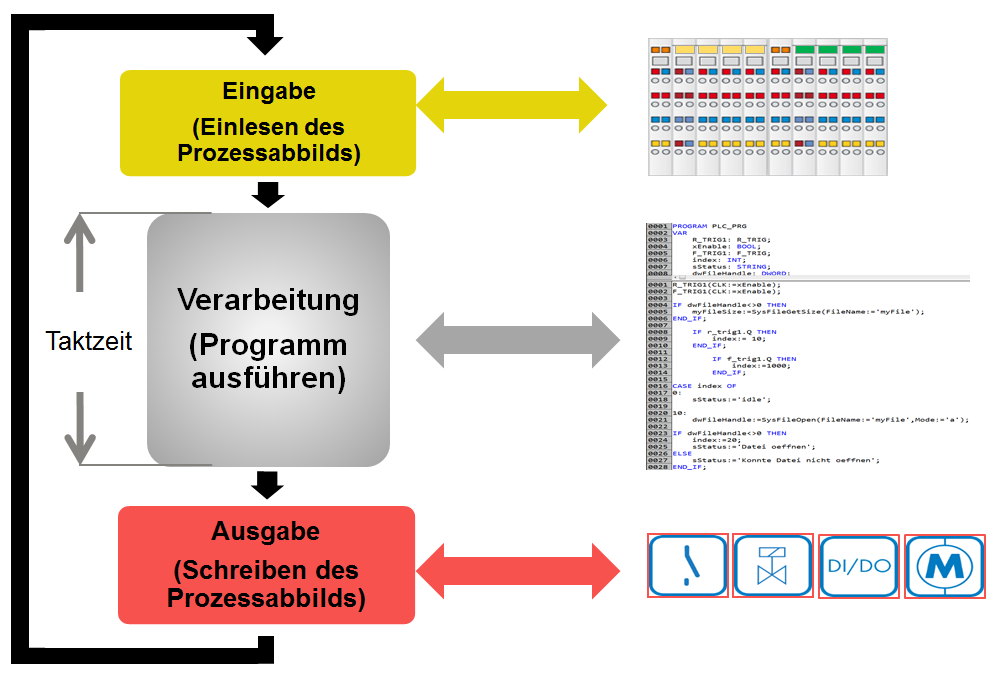 Eingabe
(Einlesen des
Prozessabbilds)
Verarbeitung
(Programm
ausführen)
Taktzeit
Ausgabe
(Schreiben des
Prozessabbilds)
0001 PROGRAM PLC_PRG
0002 VAR
0003 R_TRIG1: R_TRIG;
0004 xEnable: BOOL;
0005 F_TRIG1: F_TRIG;
0006 index: INT;
0007 sStatus: STRING;
0008 dwFileHandle: DWORD;
0001 R_TRIG1(CLK:=xEnable);
0002 F_TRIG1(CLK:=xEnable);
0003
0004 IF dwFileHandle<>0 THEN
0005 myFileSize:=SysFileGetSize(FileName:='myFile');
0006 END_IF;
0007
0008 IF r_trig1.Q THEN
0009 index:= 10;
0010 END_IF;
0011
0012 IF f_trig1.Q THEN
0013 index:=1000;
0014 END_IF;
0015
0016 CASE index OF
0017 0:
0018 sStatus:='idle';
0019
0020 10:
0021 dwFileHandle:=SysFileOpen(FileName:='myFile',Mode:='a');
0022
0023 IF dwFileHandle<>0 THEN
0024 index:=20;
0025 sStatus:='Datei oeffnen';
0026 ELSE
0027 sStatus:='Konnte Datei nicht oeffnen';
0028 END_IF;
DI/DO
M